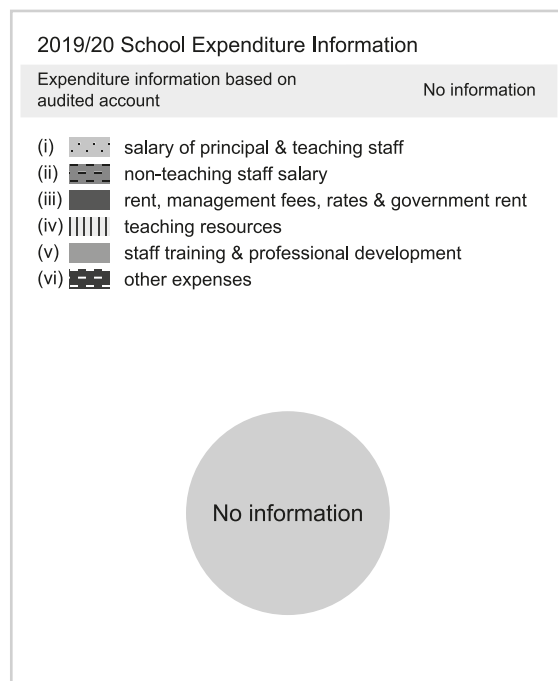 2019/20 School Expenditure Information
Expenditure information based on
audited account
No information
(i) salary of principal & teaching staff
(ii) non-teaching staff salary
(iii) rent, management fees, rates & government rent
(iv) teaching resources
(v) staff training & professional development
(vi) other expenses
No information